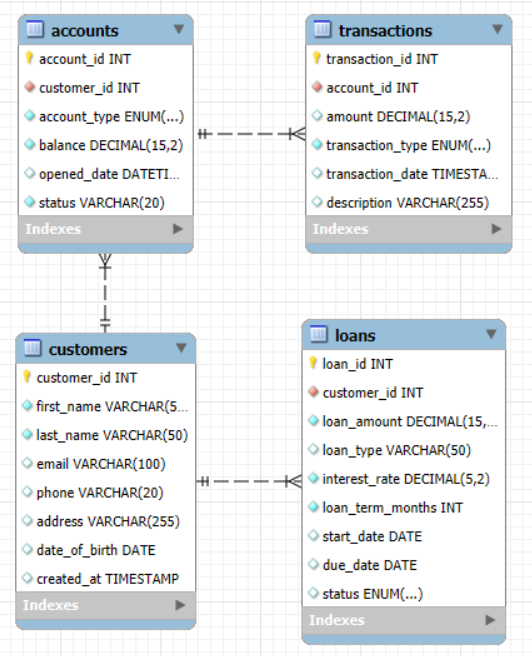 accounts
account_id INT
customer_id INT
account_type ENUM(...)
balance DECIMAL(15,2)
opened_date DATETI...
status VARCHAR(20)
Indexes
transactions
transaction_id INT
account_id INT
amount DECIMAL(15,2)
transaction_type ENUM(...)
transaction_date TIMESTA...
description VARCHAR(255)
Indexes
customers
customer_id INT
first_name VARCHAR(5...
last_name VARCHAR(50)
email VARCHAR(100)
phone VARCHAR(20)
address VARCHAR(255)
date_of_birth DATE
created_at TIMESTAMP
Indexes
loans
loan_id INT
customer_id INT
loan_amount DECIMAL(15,...
loan_type VARCHAR(50)
interest_rate DECIMAL(5,2)
loan_term_months INT
start_date DATE
due_date DATE
status ENUM(...)
Indexes